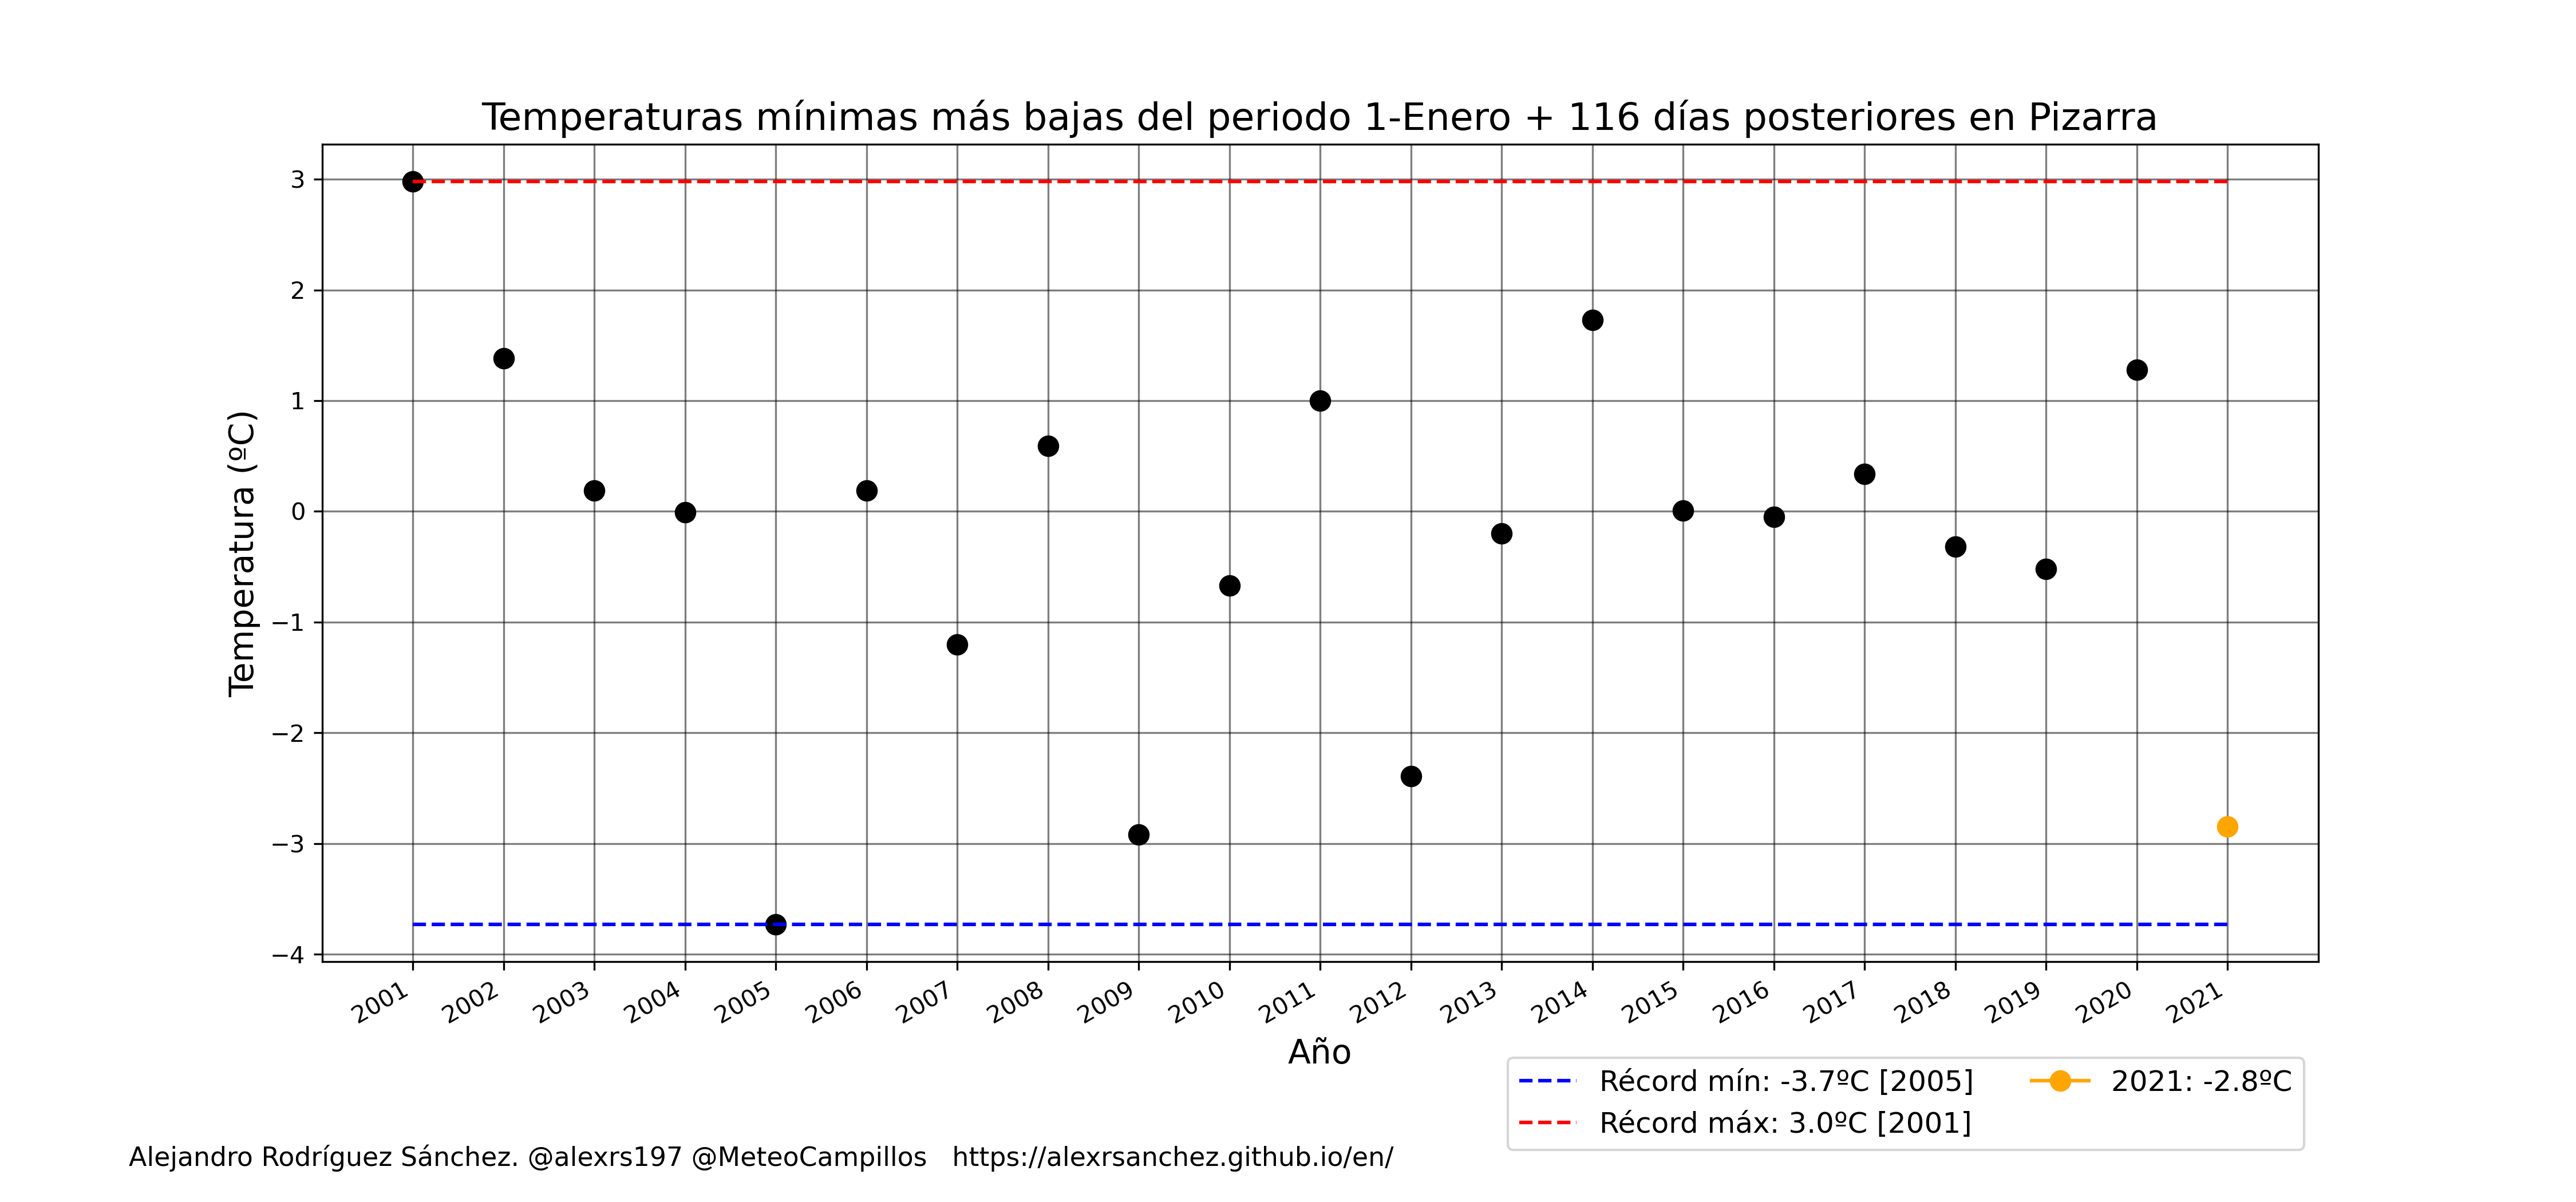 Temperaturas mínimas más bajas del periodo 1-Enero + 116 días posteriores en Pizarra
Temperatura (ºC)
3
2
1
0
−1
−2
−3
−4
2001 2002 2003 2004 2005 2006 2007 2008 2009 2010 2011 2012 2013 2014 2015 2016 2017 2018 2019 2020 2021
Año
Récord mín: -3.7ºC [2005]
Récord máx: 3.0ºC [2001]
2021: -2.8ºC
Alejandro Rodríguez Sánchez. @alexrs197 @MeteoCampillos https://alexrsanchez.github.io/en/